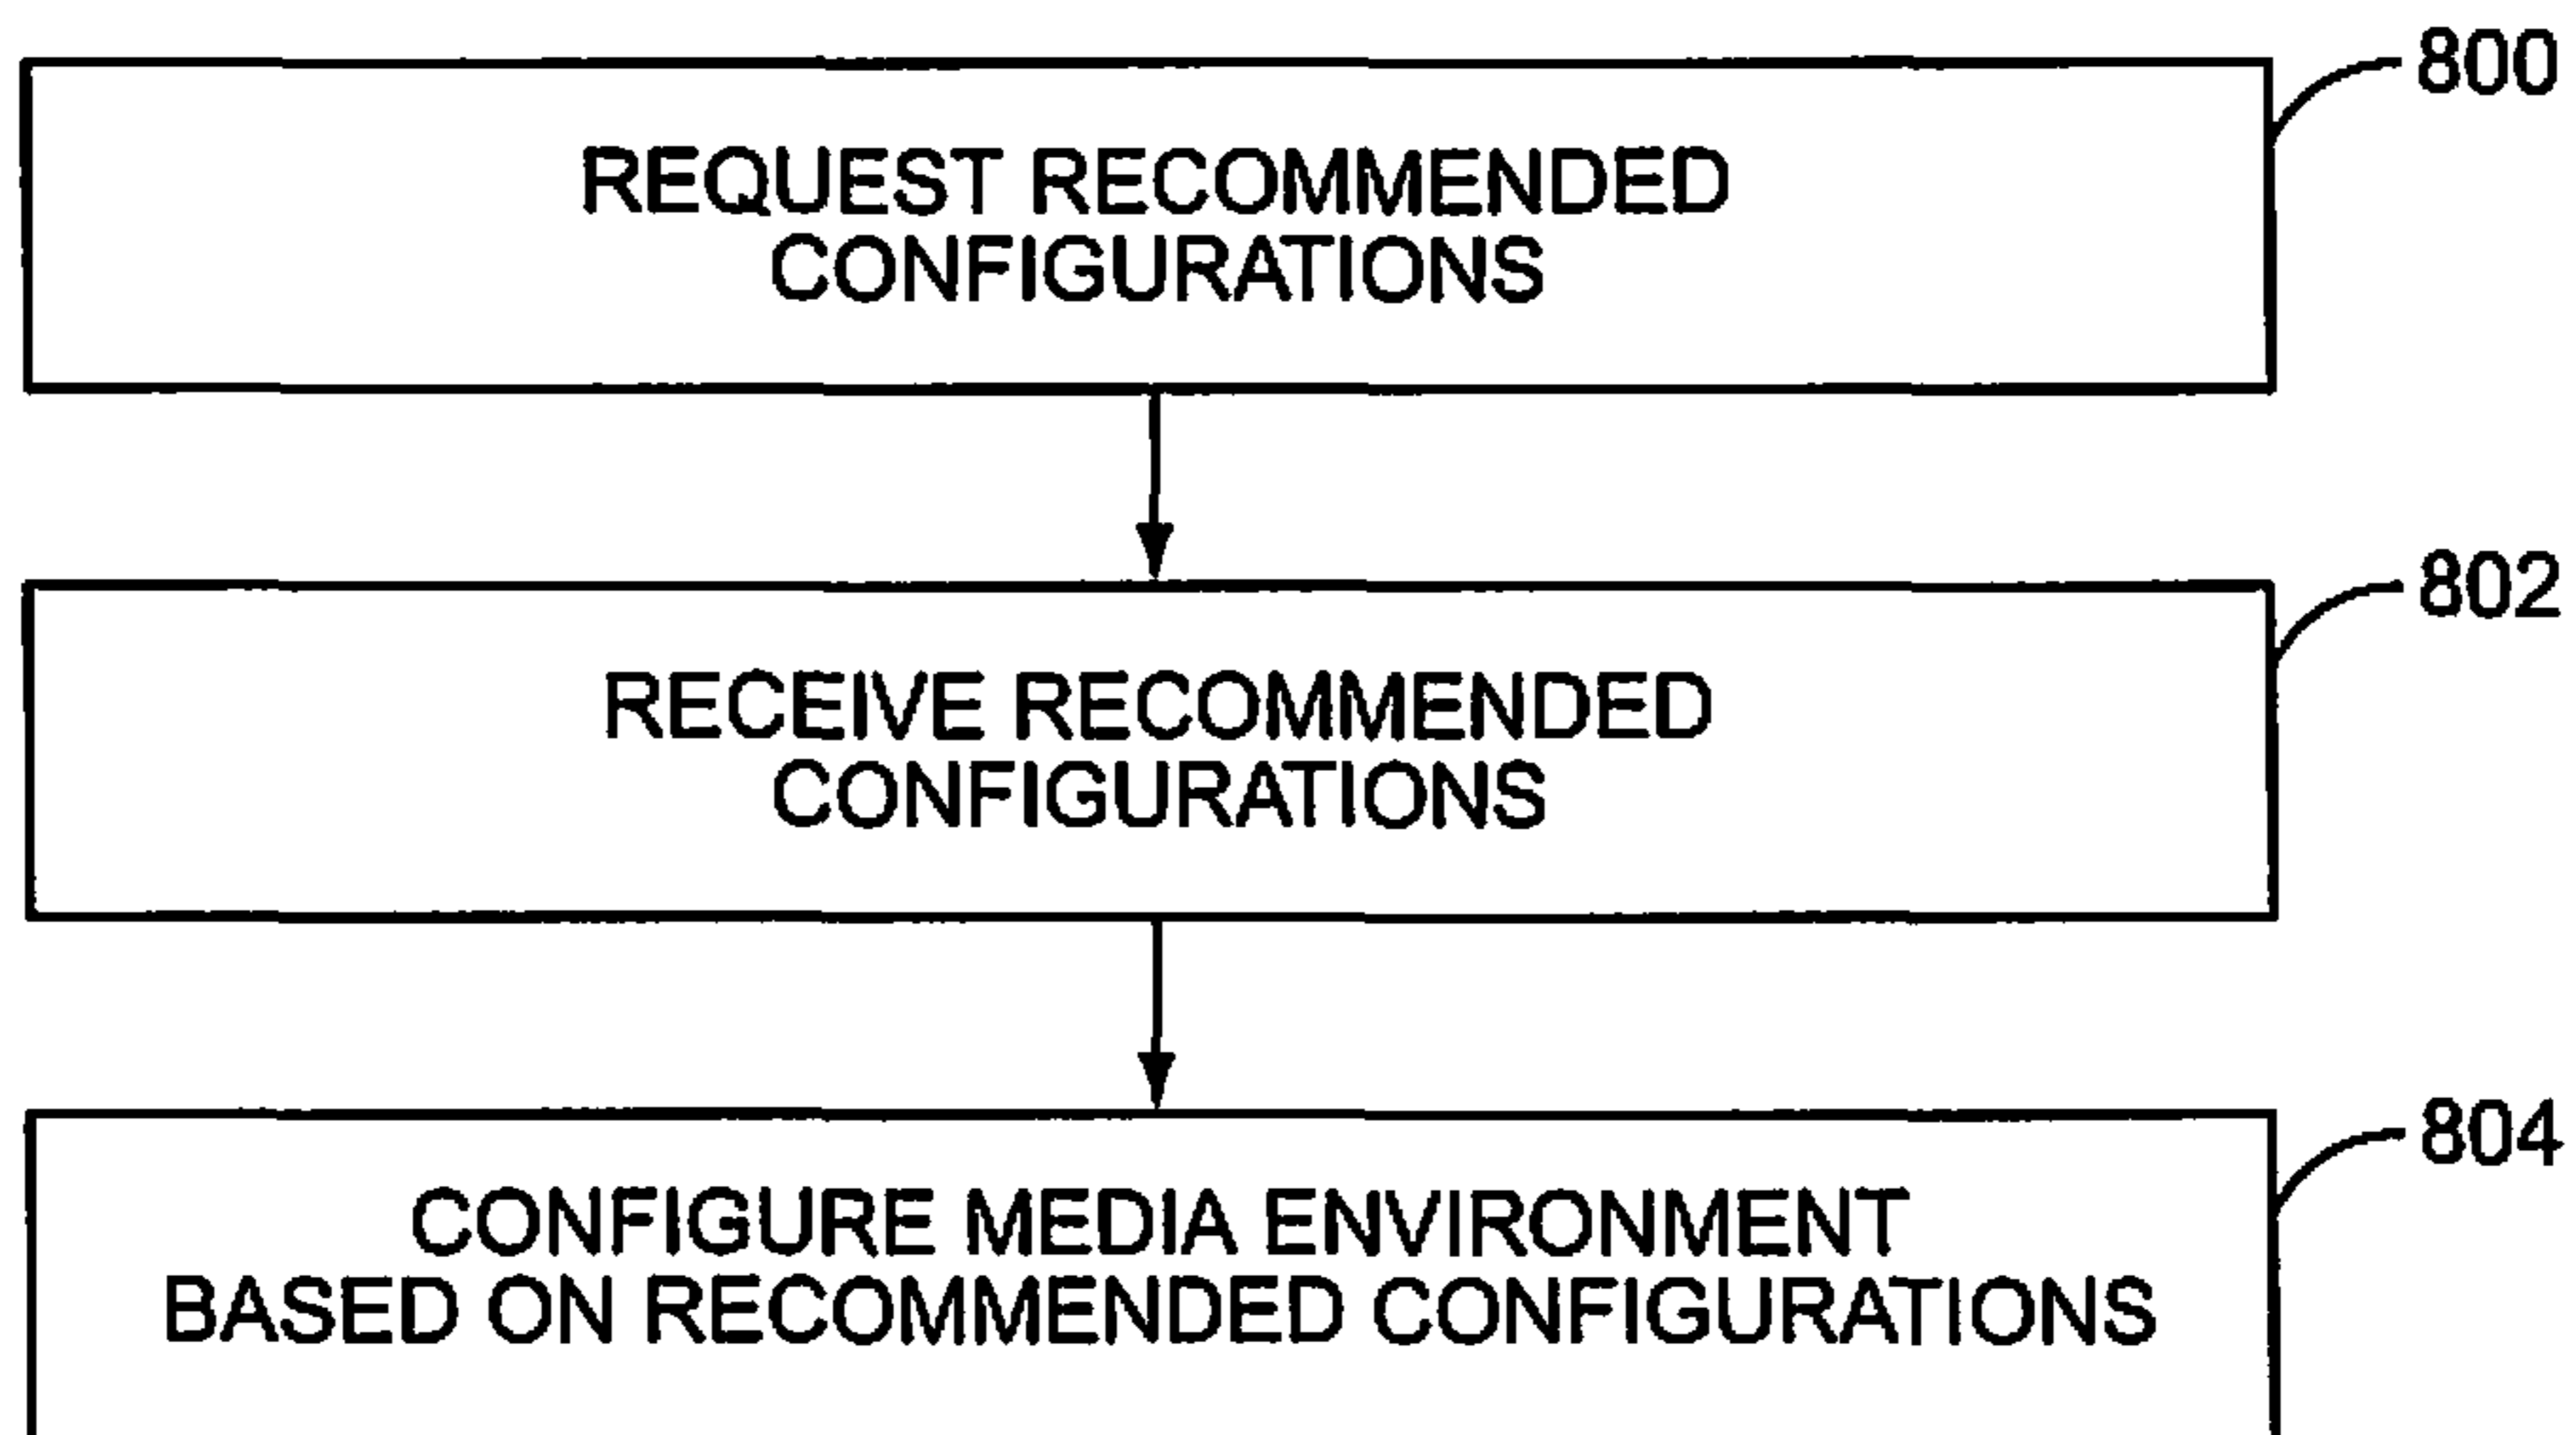 800
REQUEST RECOMMENDED
CONFIGURATIONS
802
RECEIVE RECOMMENDED
CONFIGURATIONS
804
CONFIGURE MEDIA ENVIRONMENT
BASED ON RECOMMENDED CONFIGURATIONS